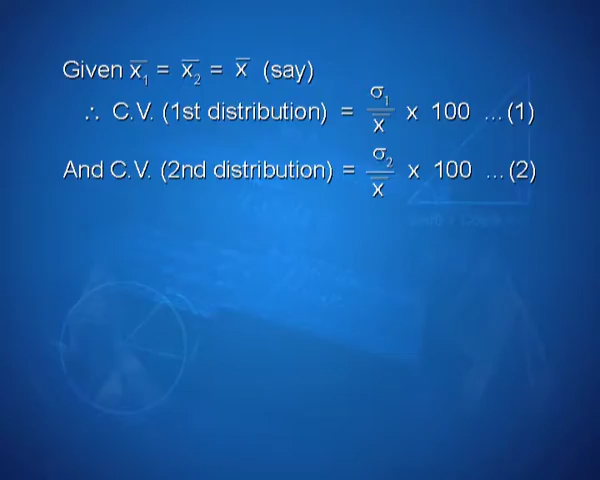 Given x̄₁ = x̄₂ = x̄ (say)
∴ C.V. (1st distribution) = σ₁/x̄ x 100 ...(1)
And C.V. (2nd distribution) = σ₂/x̄ x 100 ...(2)